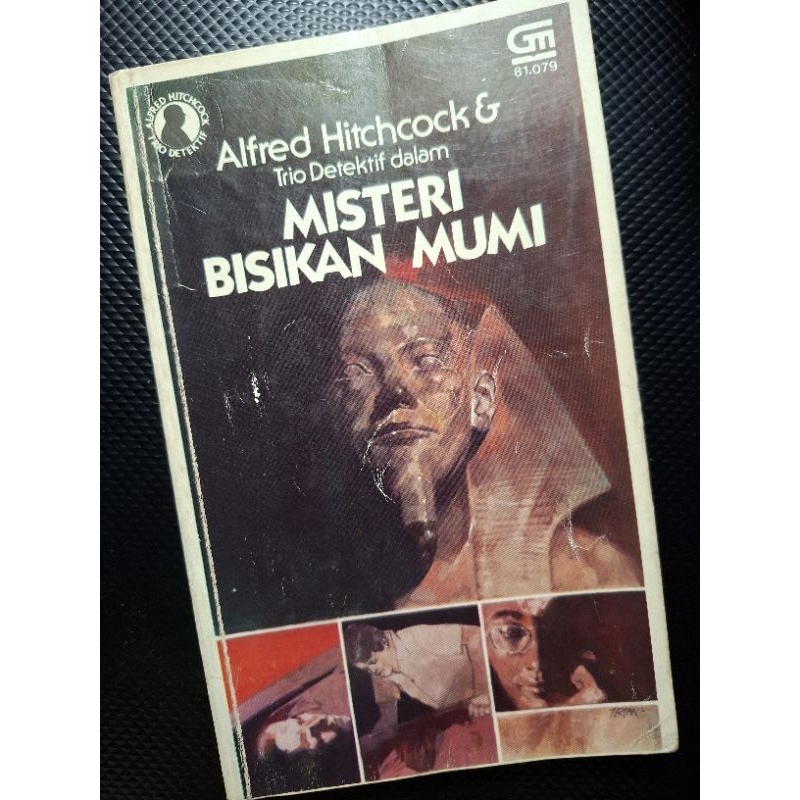 GM
81.079
ALFRED HITCHCOCK
TRIO DETEKTIF
Alfred Hitchcock &
Trio Detektif dalam
MISTERI
BISIKAN MUMI